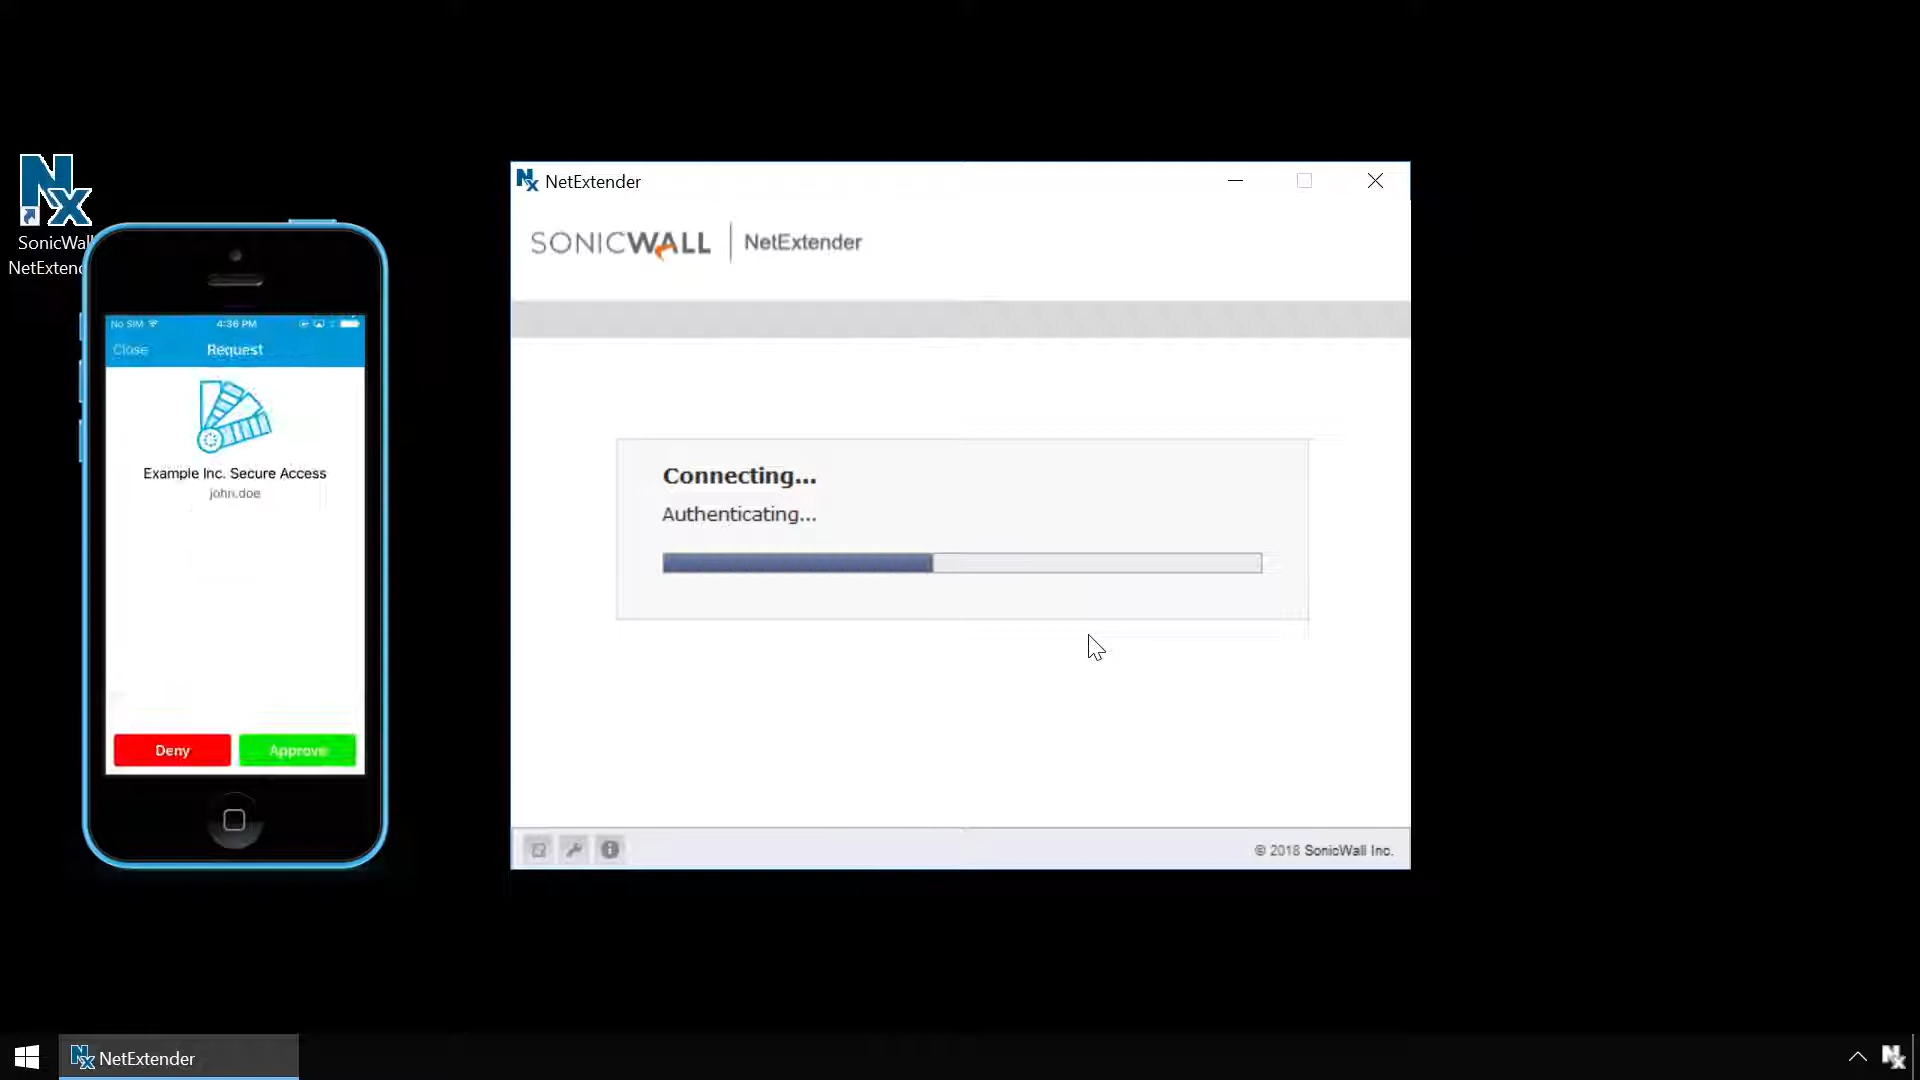 SonicWall
NetExtend
No SIM
4:36 PM
Close
Request
Example Inc. Secure Access
john.doe
Deny
Approve
NetExtender
SONICWALL
NetExtender
Connecting...
Authenticating...
© 2018 SonicWall Inc.
NetExtender